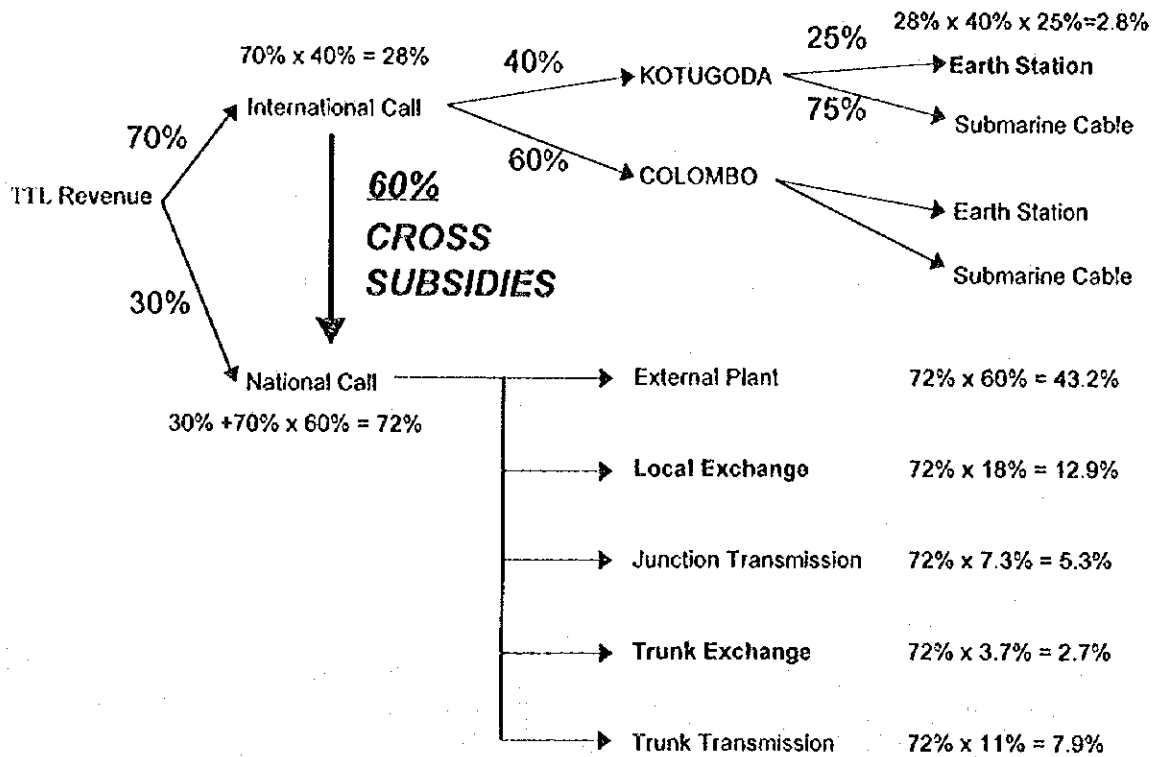 28% x 40% x 25%=2.8%
70% x 40% = 28%
40%
25%
KOTUGODA
Earth Station
International Call
75%
Submarine Cable
70%
60%
COLOMBO
TTL Revenue
60%
Earth Station
CROSS
SUBSIDIES
Submarine Cable
30%
National Call
30% +70% x 60% = 72%
External Plant 72% x 60% = 43.2%
Local Exchange 72% x 18% = 12.9%
Junction Transmission 72% x 7.3% = 5.3%
Trunk Exchange 72% x 3.7% = 2.7%
Trunk Transmission 72% x 11% = 7.9%